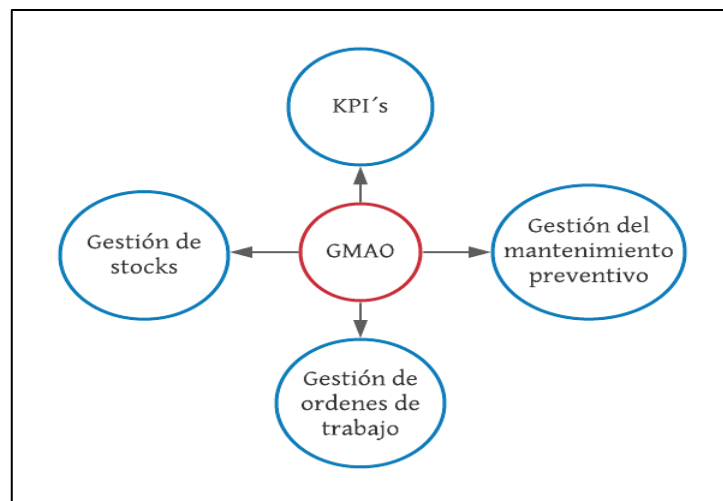 KPI´s
Gestión de
stocks
GMAO
Gestión del
mantenimiento
preventivo
Gestión de
ordenes de
trabajo